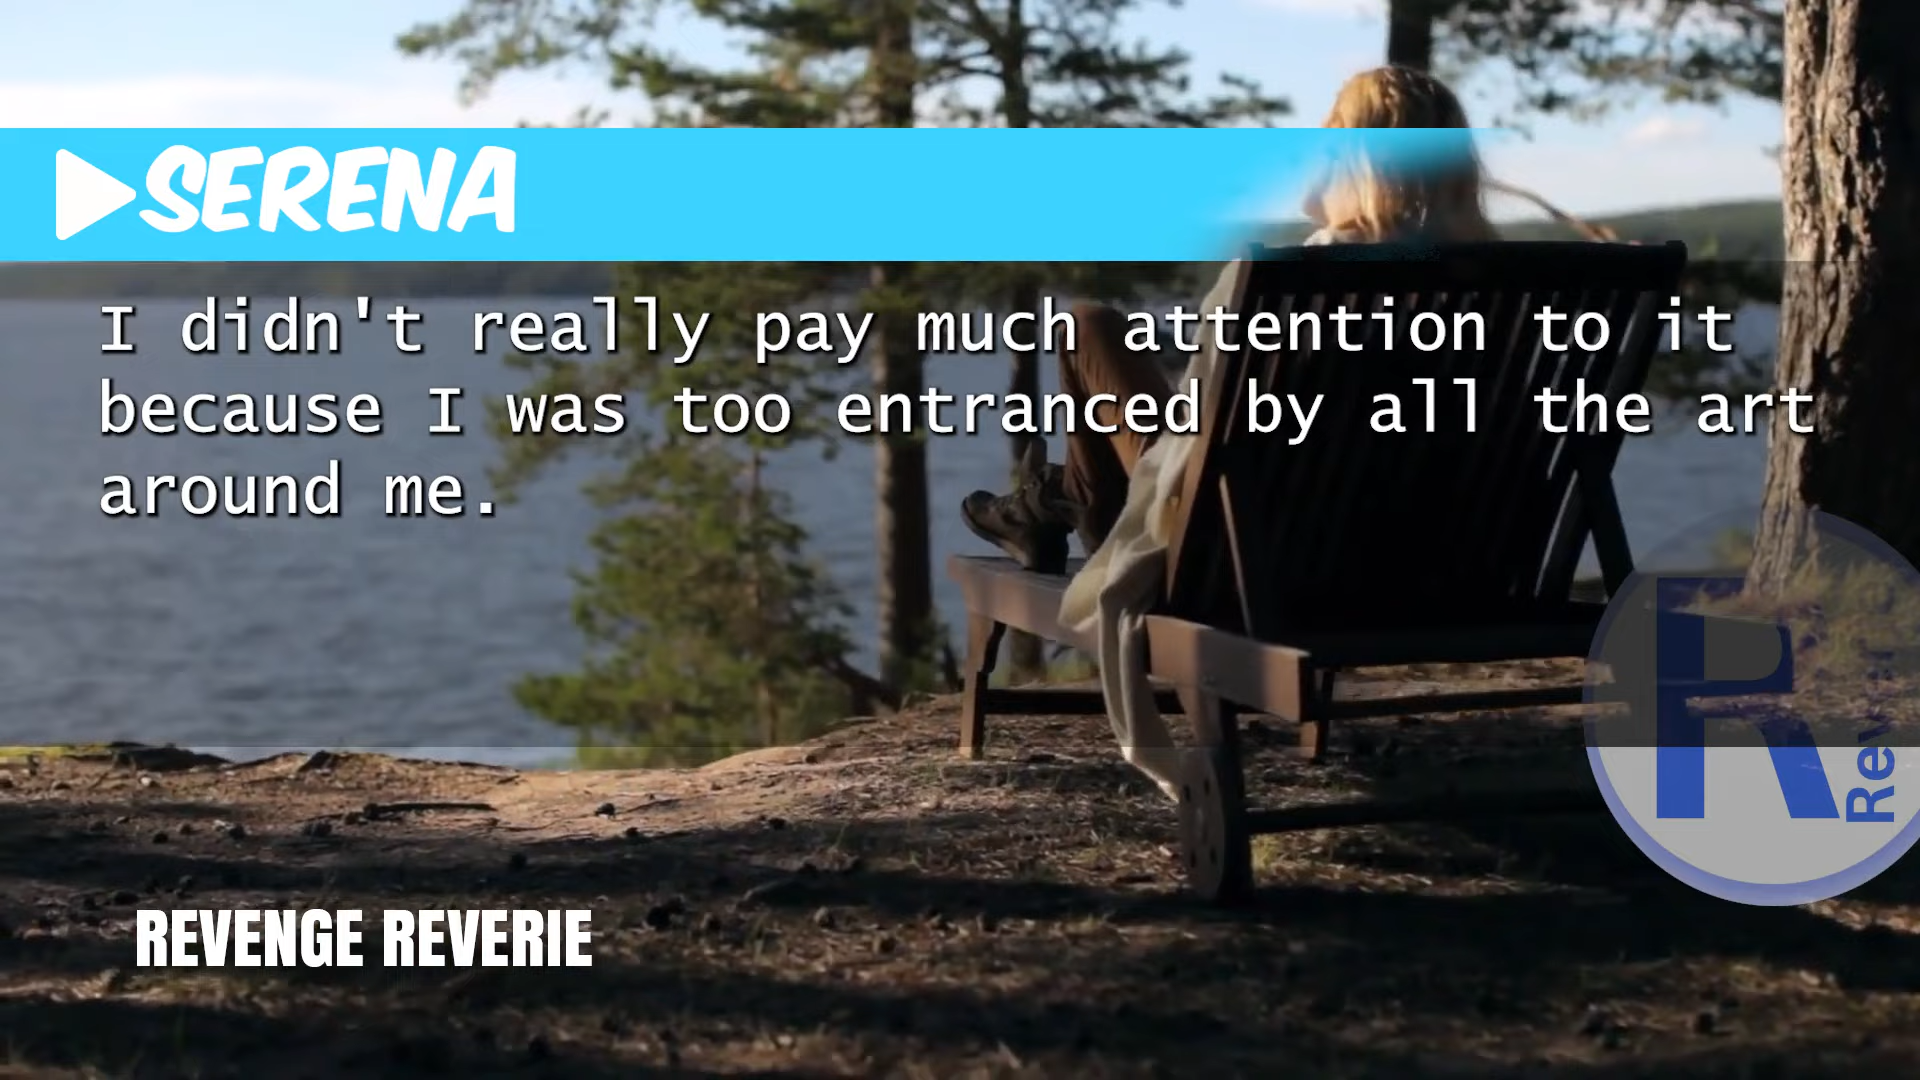 SERENA
I didn't really pay much attention to it
because I was too entranced by all the art
around me.
R
Rever
REVENGE REVERIE